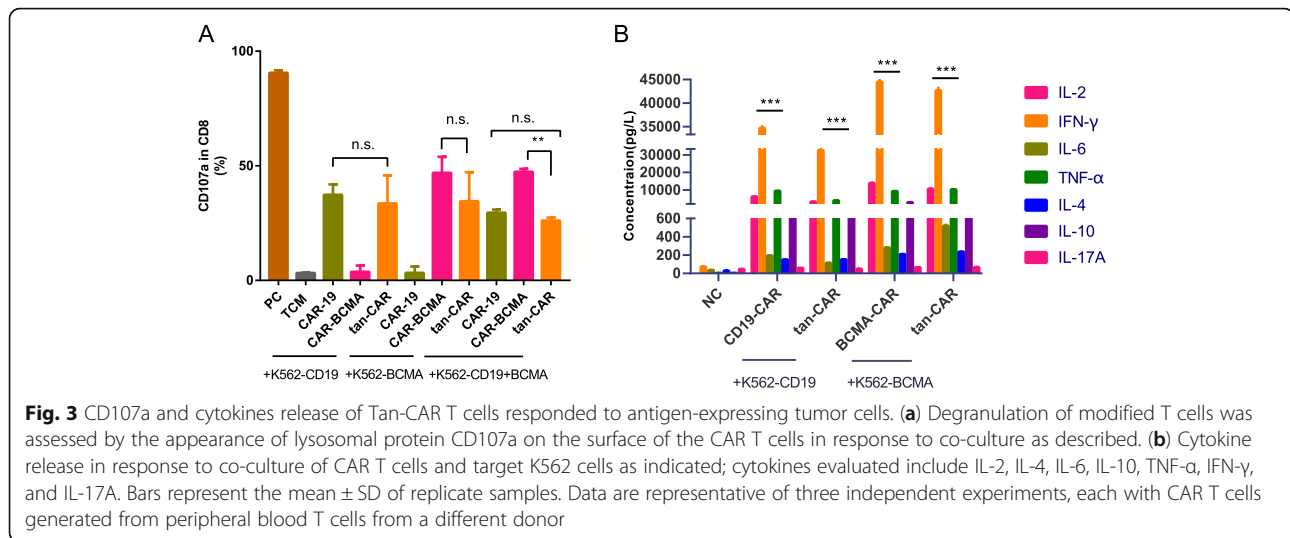 A
CD107a in CD8
(%)
100
50
0
n.s.
n.s.
n.s.
**
PC
TCM
CAR-19
CAR-BCMA
tan-CAR
CAR-19
CAR-BCMA
tan-CAR
CAR-19
CAR-BCMA
tan-CAR
+K562-CD19
+K562-BCMA
+K562-CD19+BCMA
B
Concentraion(pg/L)
45000
40000
35000
30000
20000
10000
600
400
200
0
***
***
***
***
NC
CD19-CAR
tan-CAR
BCMA-CAR
tan-CAR
+K562-CD19
+K562-BCMA
IL-2
IFN-γ
IL-6
TNF-α
IL-4
IL-10
IL-17A
Fig. 3 CD107a and cytokines release of Tan-CAR T cells responded to antigen-expressing tumor cells. (a) Degranulation of modified T cells was
assessed by the appearance of lysosomal protein CD107a on the surface of the CAR T cells in response to co-culture as described. (b) Cytokine
release in response to co-culture of CAR T cells and target K562 cells as indicated; cytokines evaluated include IL-2, IL-4, IL-6, IL-10, TNF-α, IFN-γ,
and IL-17A. Bars represent the mean ± SD of replicate samples. Data are representative of three independent experiments, each with CAR T cells
generated from peripheral blood T cells from a different donor